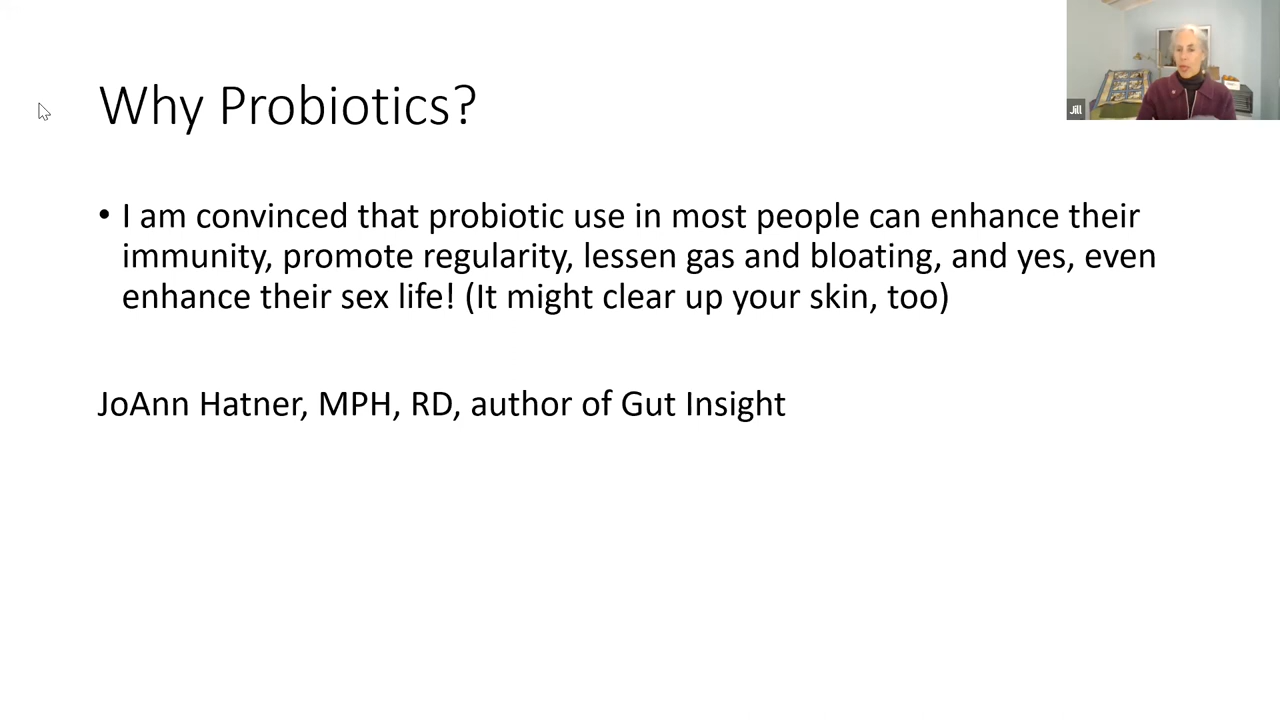 Why Probiotics?
• I am convinced that probiotic use in most people can enhance their
immunity, promote regularity, lessen gas and bloating, and yes, even
enhance their sex life! (It might clear up your skin, too)
JoAnn Hatner, MPH, RD, author of Gut Insight
Jill